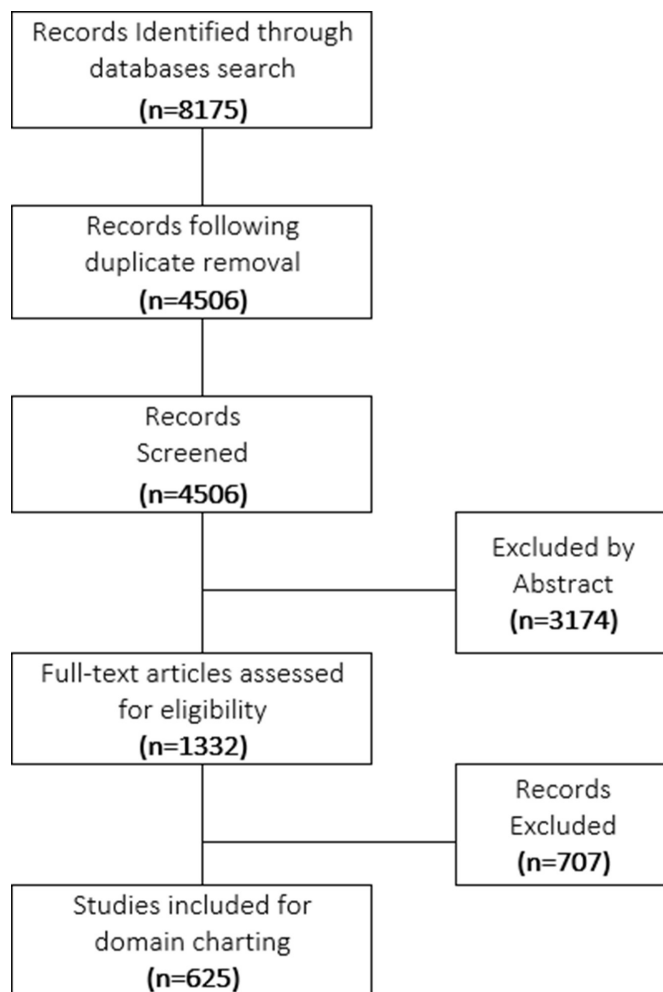 Records Identified through
databases search
(n=8175)
Records following
duplicate removal
(n=4506)
Records
Screened
(n=4506)
Excluded by
Abstract
(n=3174)
Full-text articles assessed
for eligibility
(n=1332)
Records
Excluded
(n=707)
Studies included for
domain charting
(n=625)